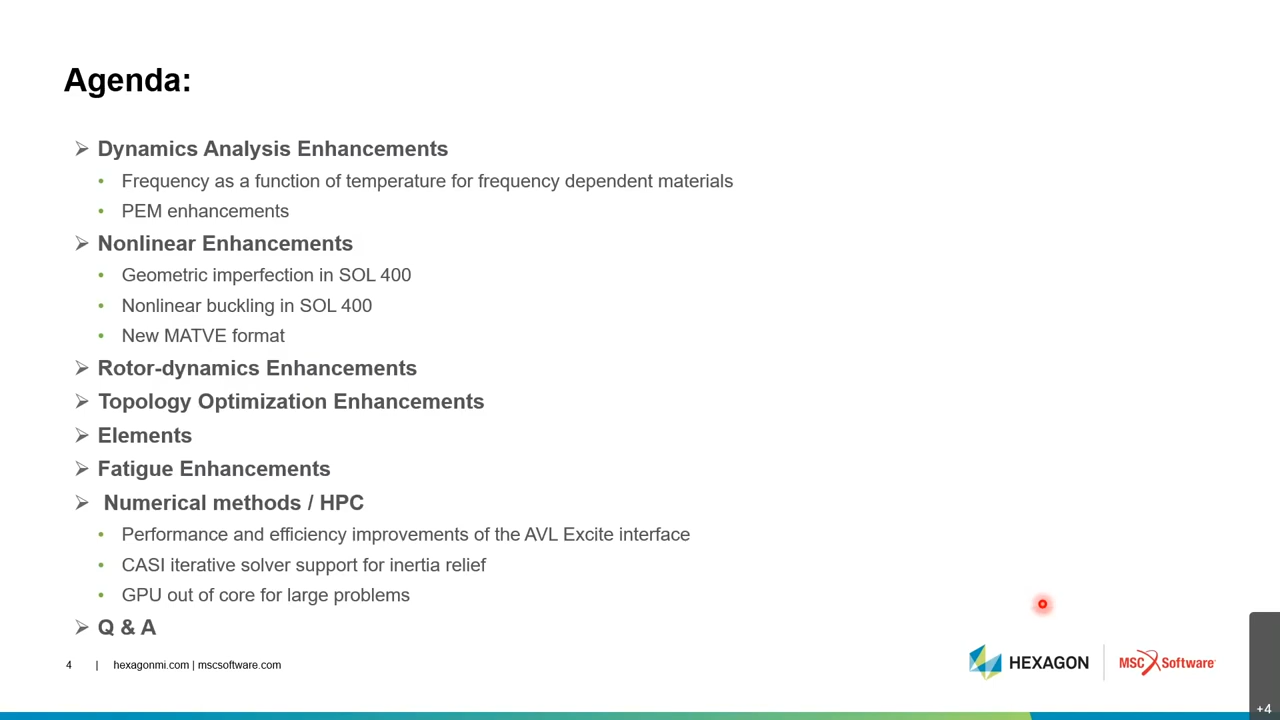 Agenda:
Dynamics Analysis Enhancements
Frequency as a function of temperature for frequency dependent materials
PEM enhancements
Nonlinear Enhancements
Geometric imperfection in SOL 400
Nonlinear buckling in SOL 400
New MATVE format
Rotor-dynamics Enhancements
Topology Optimization Enhancements
Elements
Fatigue Enhancements
Numerical methods / HPC
Performance and efficiency improvements of the AVL Excite interface
CASI iterative solver support for inertia relief
GPU out of core for large problems
Q & A
4 | hexagonmi.com | mscsoftware.com
HEXAGON
MSC Software
+4